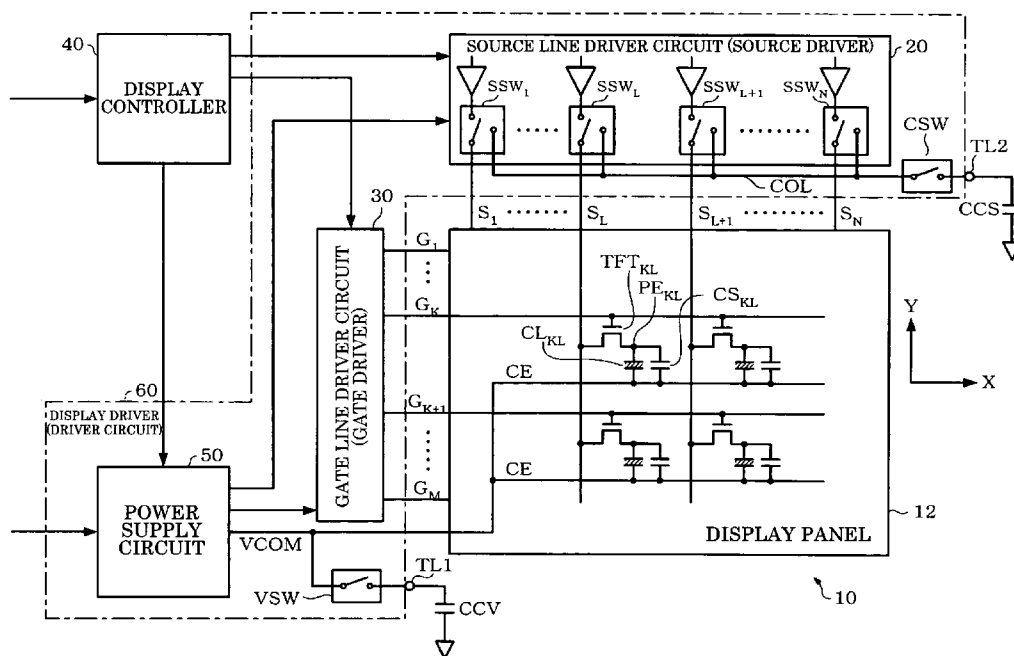 40
DISPLAY
CONTROLLER
SOURCE LINE DRIVER CIRCUIT (SOURCE DRIVER)
20
SSW1
SSWL
SSWL+1
SSWN
CSW
TL2
COL
CCS
30
S1
SL
SL+1
SN
GATE LINE DRIVER CIRCUIT
(GATE DRIVER)
G1
GK
TFTKL
PEKL
CSKL
CLKL
CE
Y
X
60
DISPLAY DRIVER
(DRIVER CIRCUIT)
GK+1
50
CE
GM
POWER
SUPPLY
CIRCUIT
VCOM
DISPLAY PANEL
12
VSW
TL1
CCV
10